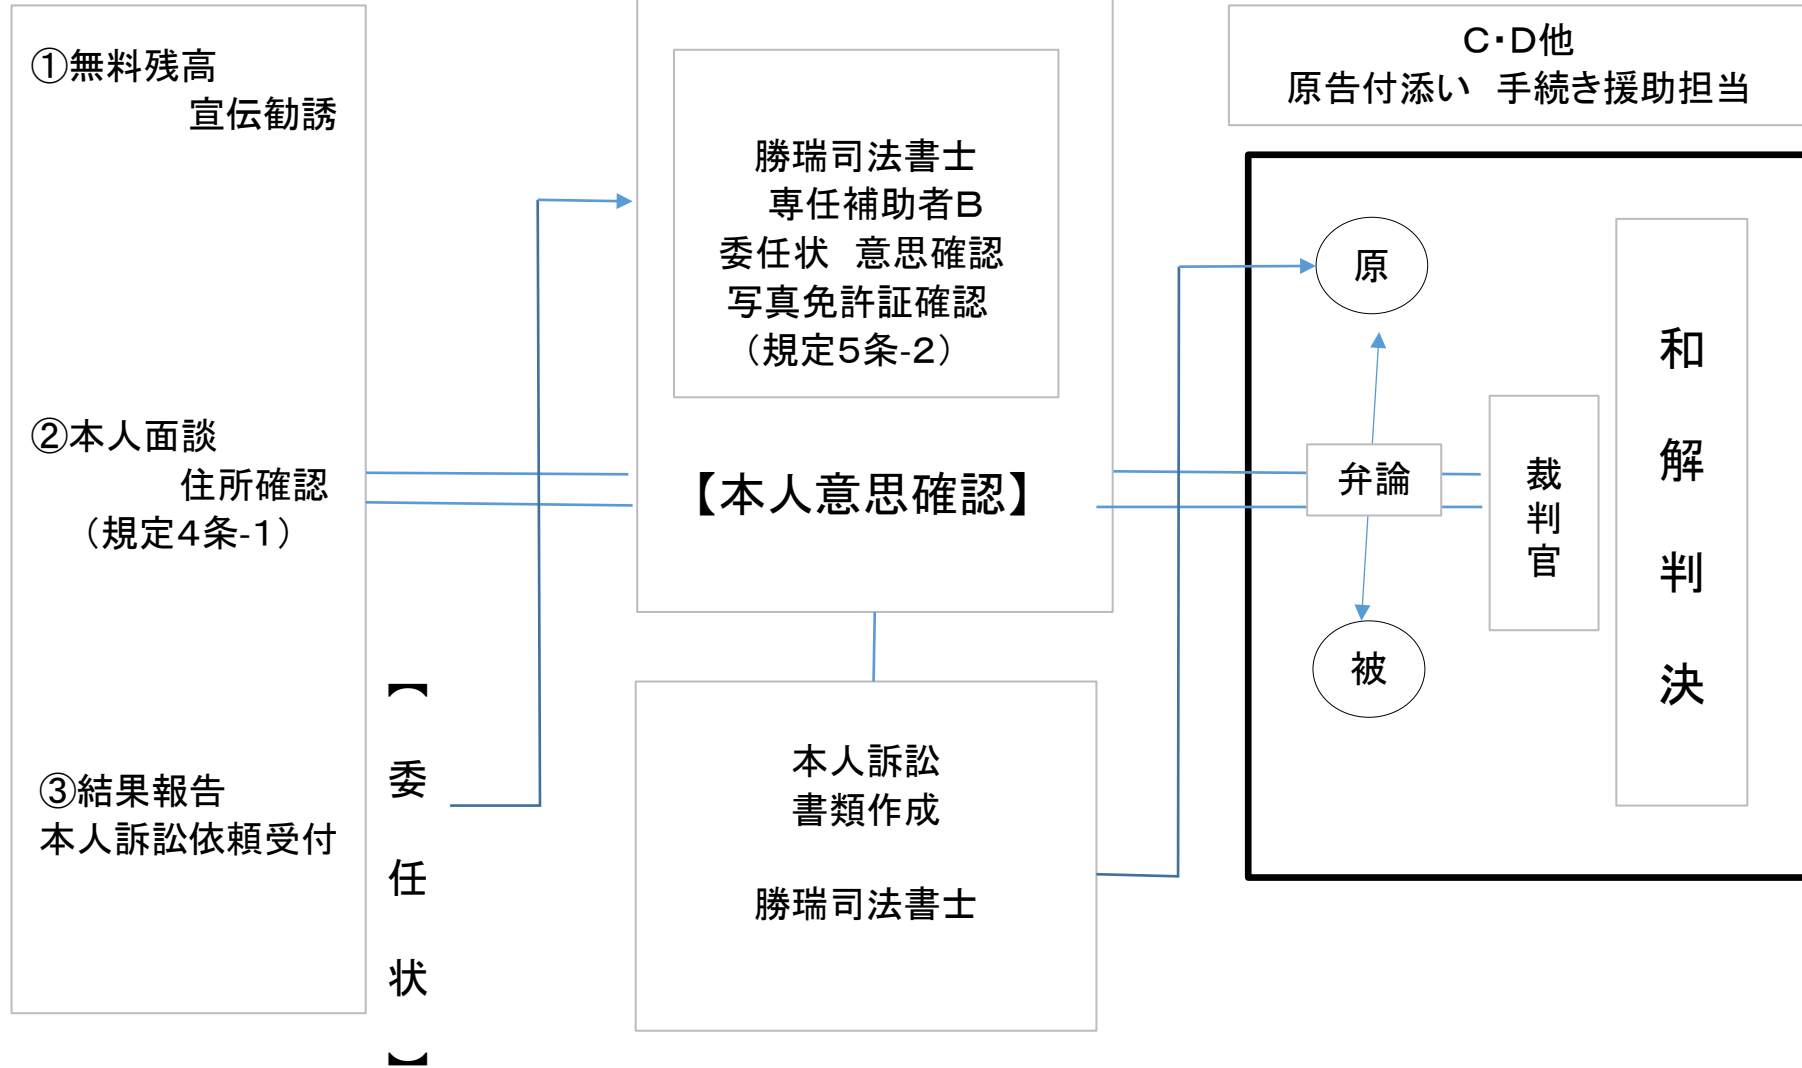 ①無料残高
宣伝勧誘
②本人面談
住所確認
（規定４条-１）
③結果報告
本人訴訟依頼受付
【委任状】
勝瑞司法書士
専任補助者Ｂ
委任状　意思確認
写真免許証確認
（規定５条-２）
【本人意思確認】
本人訴訟
書類作成
勝瑞司法書士
Ｃ・Ｄ他
原告付添い　手続き援助担当
原
弁論
被
裁判官
和解判決